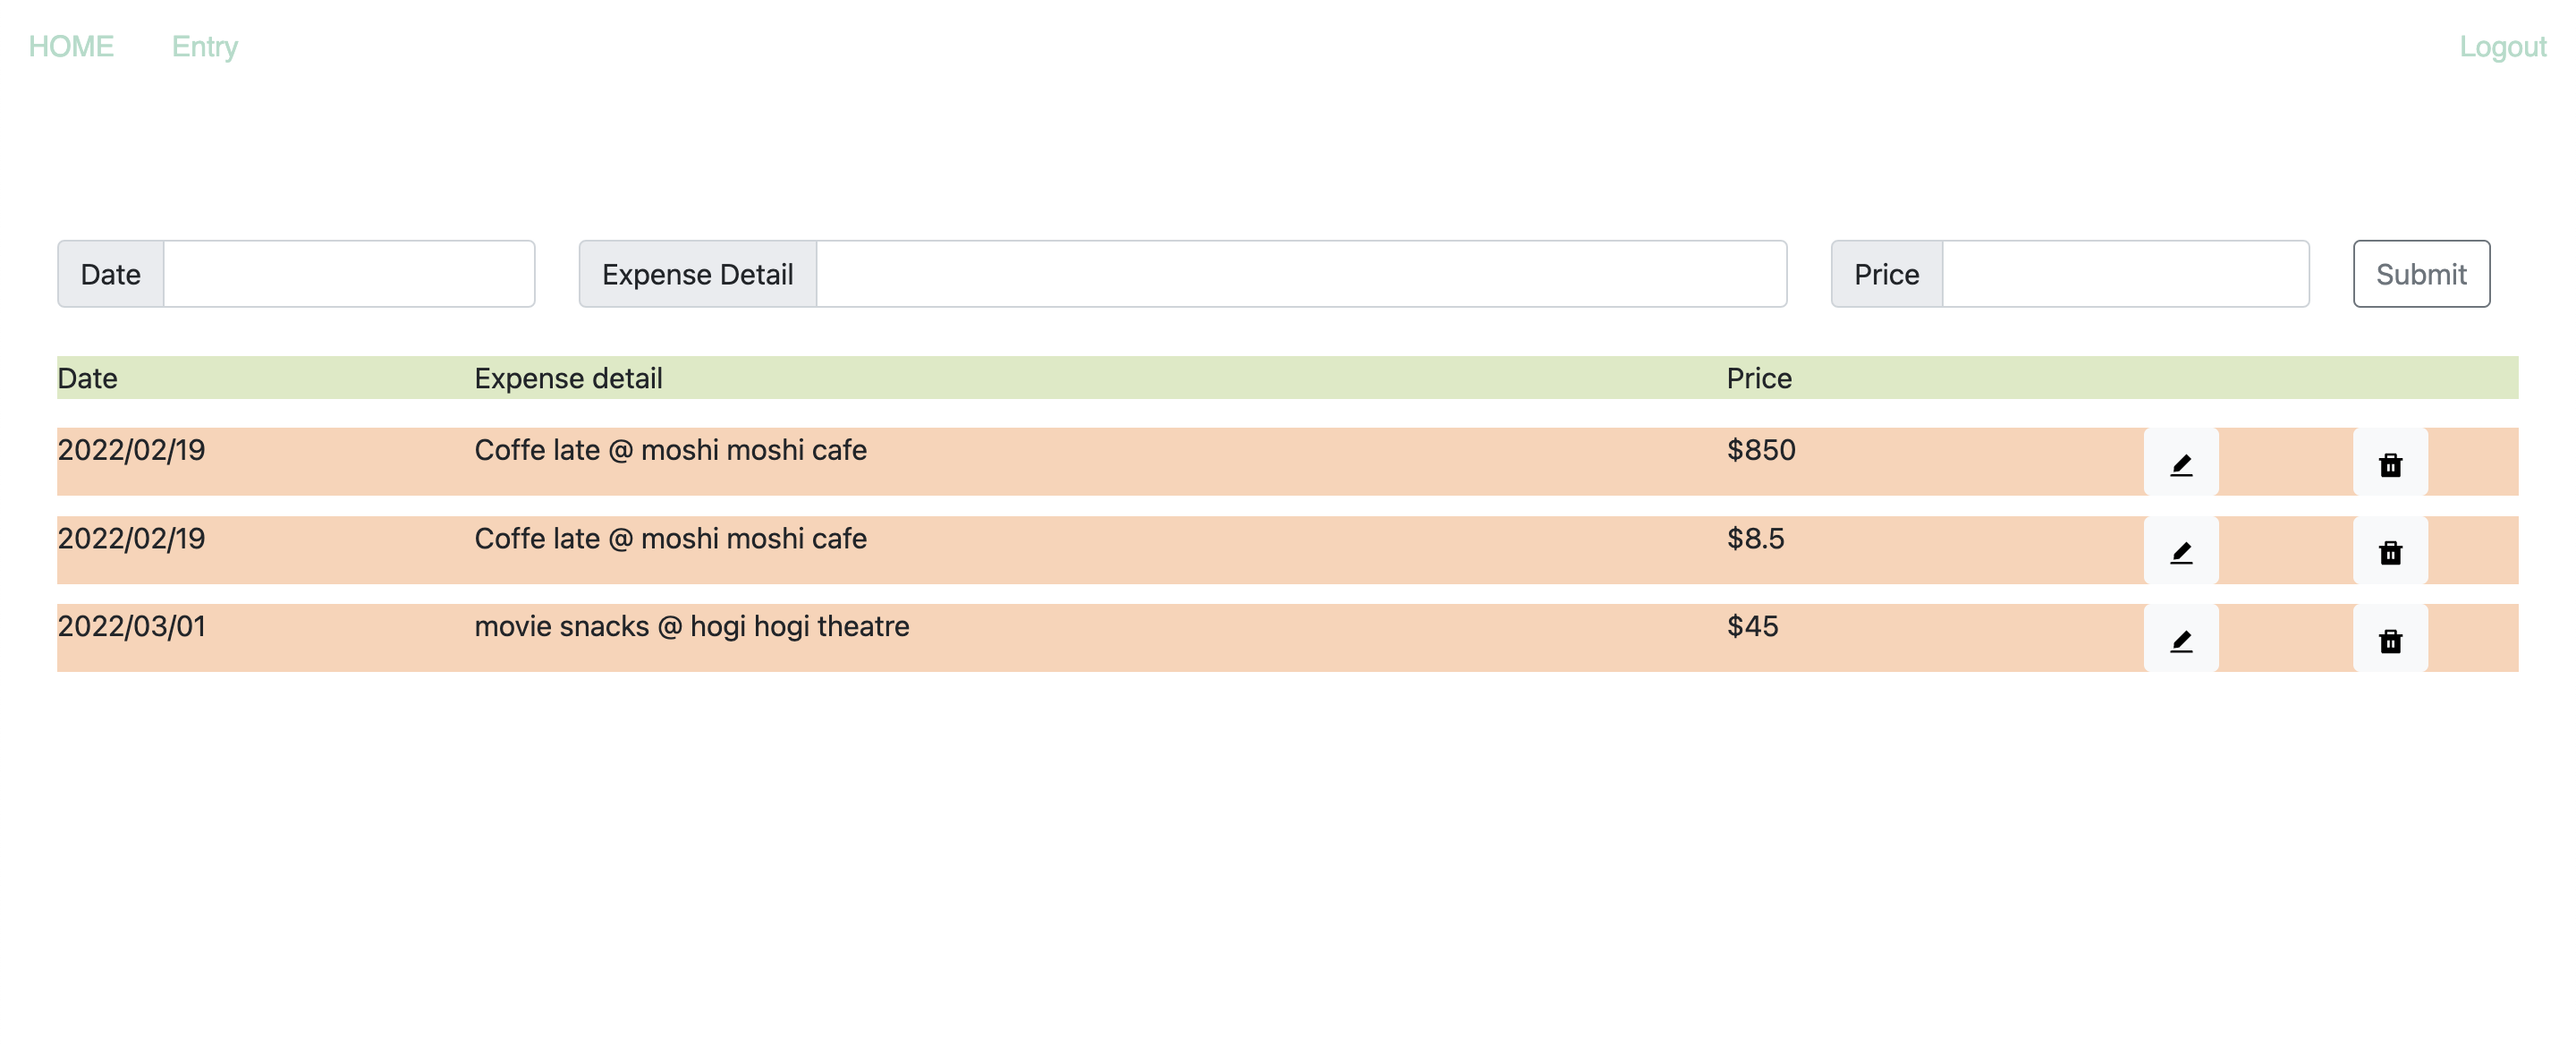 HOME Entry Logout
Date Expense Detail Price Submit
Date Expense detail Price
2022/02/19 Coffe late @ moshi moshi cafe $850
2022/02/19 Coffe late @ moshi moshi cafe $8.5
2022/03/01 movie snacks @ hogi hogi theatre $45